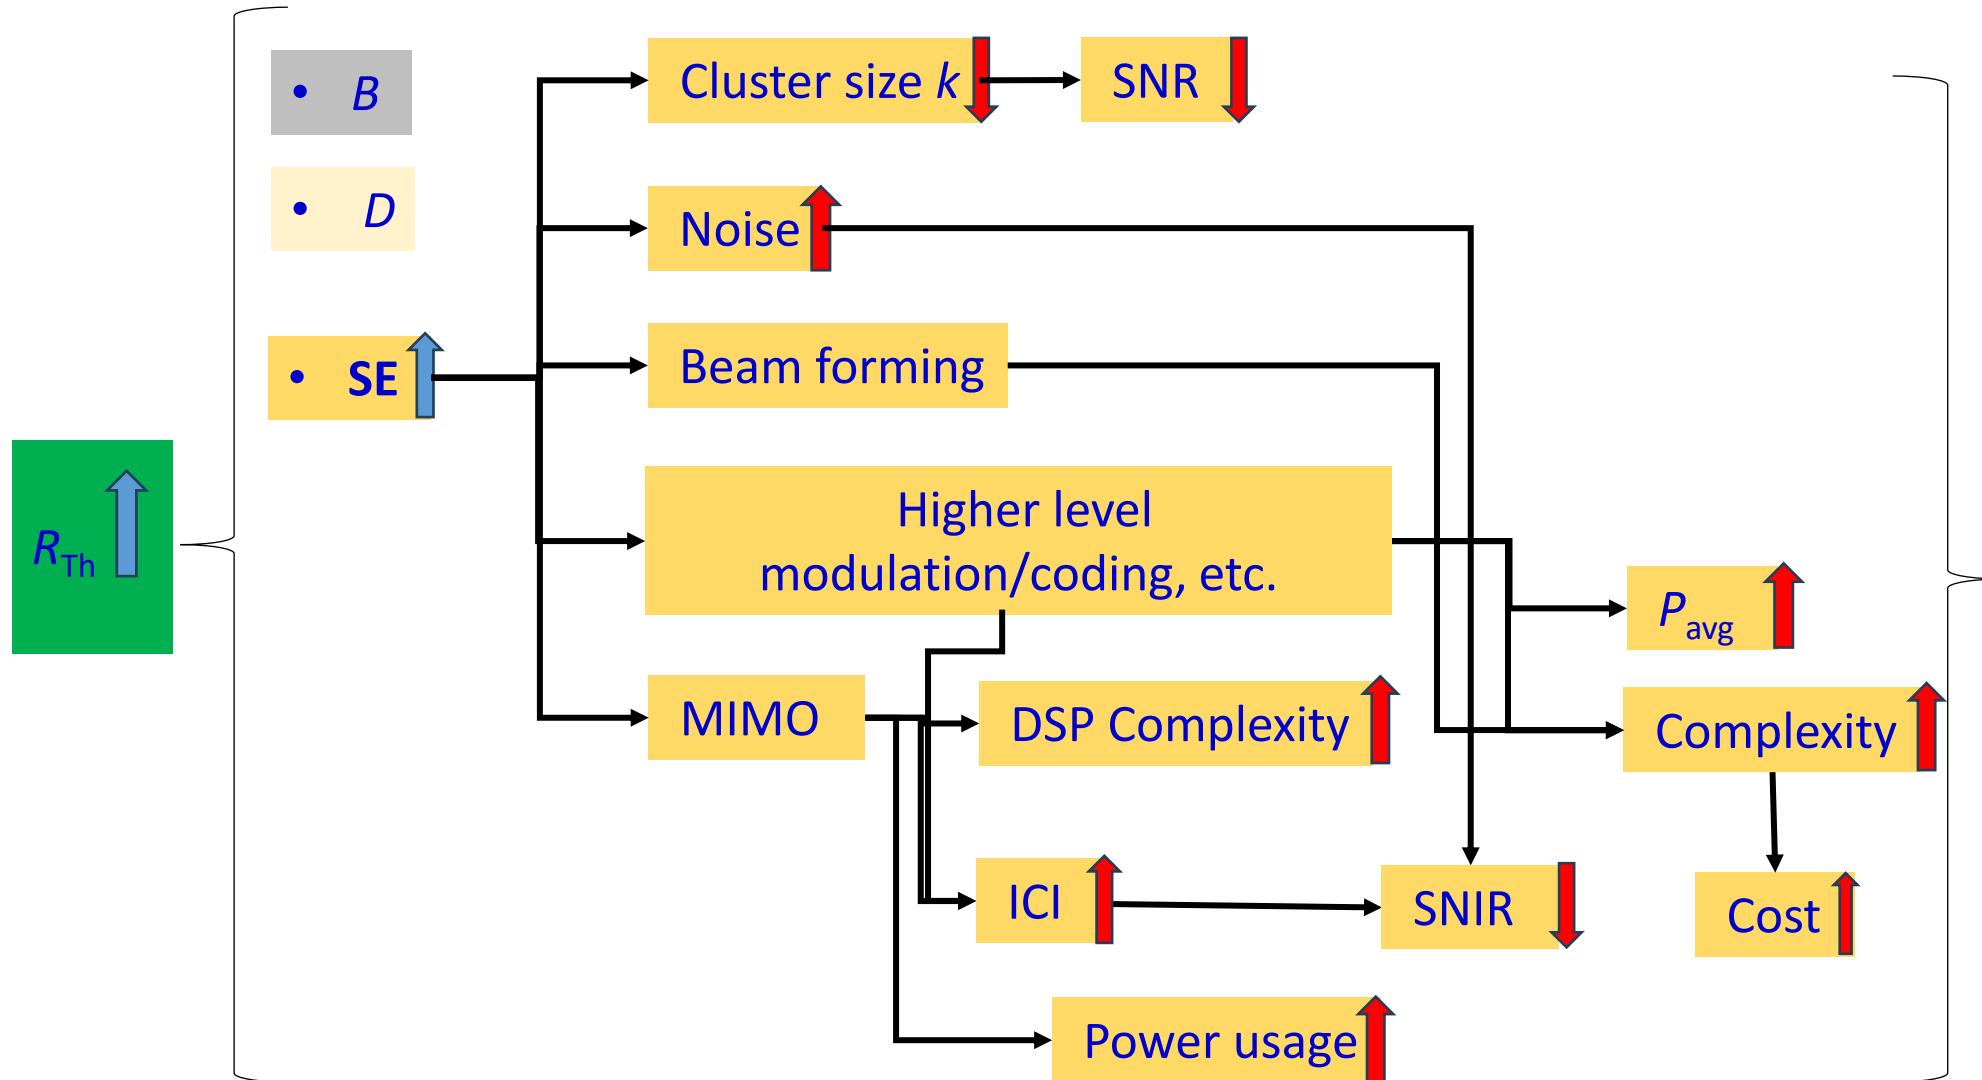 • B
• D
• SE
R_Th
Cluster size k
SNR
Noise
Beam forming
Higher level
modulation/coding, etc.
MIMO
DSP Complexity
ICI
SNIR
Power usage
P_avg
Complexity
Cost